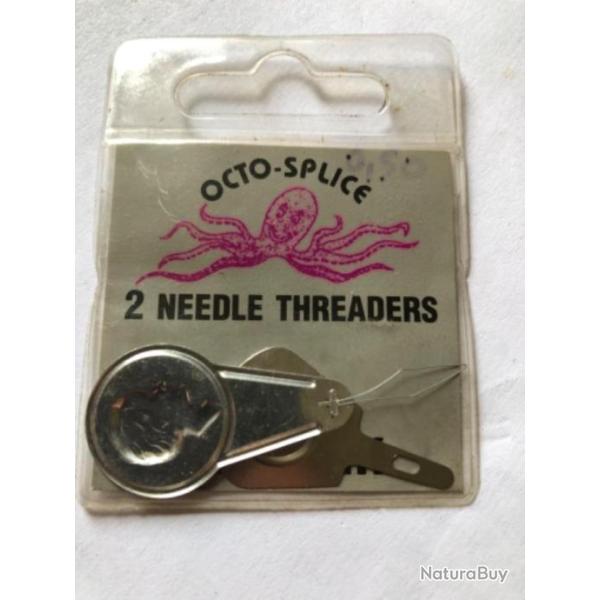 OCTO-SPLICE
2 NEEDLE THREADERS
NaturaBuy